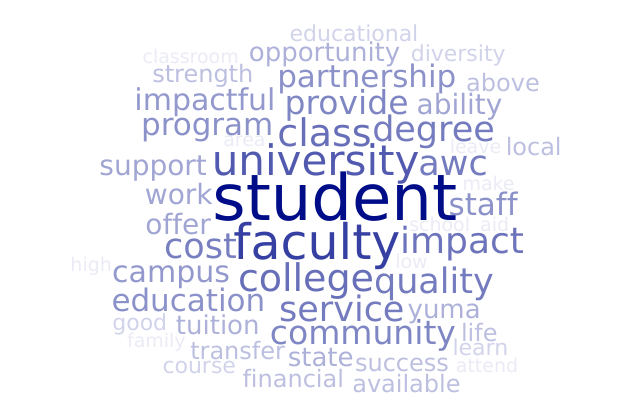 educational
classroom opportunity diversity
strength partnership above
impactful provide ability
program class degree
area leave local
support university awc
work student make
staff
offer school aid
cost faculty impact
high low
campus college quality
education service yuma
good tuition community life
family
transfer state learn
course success attend
financial available